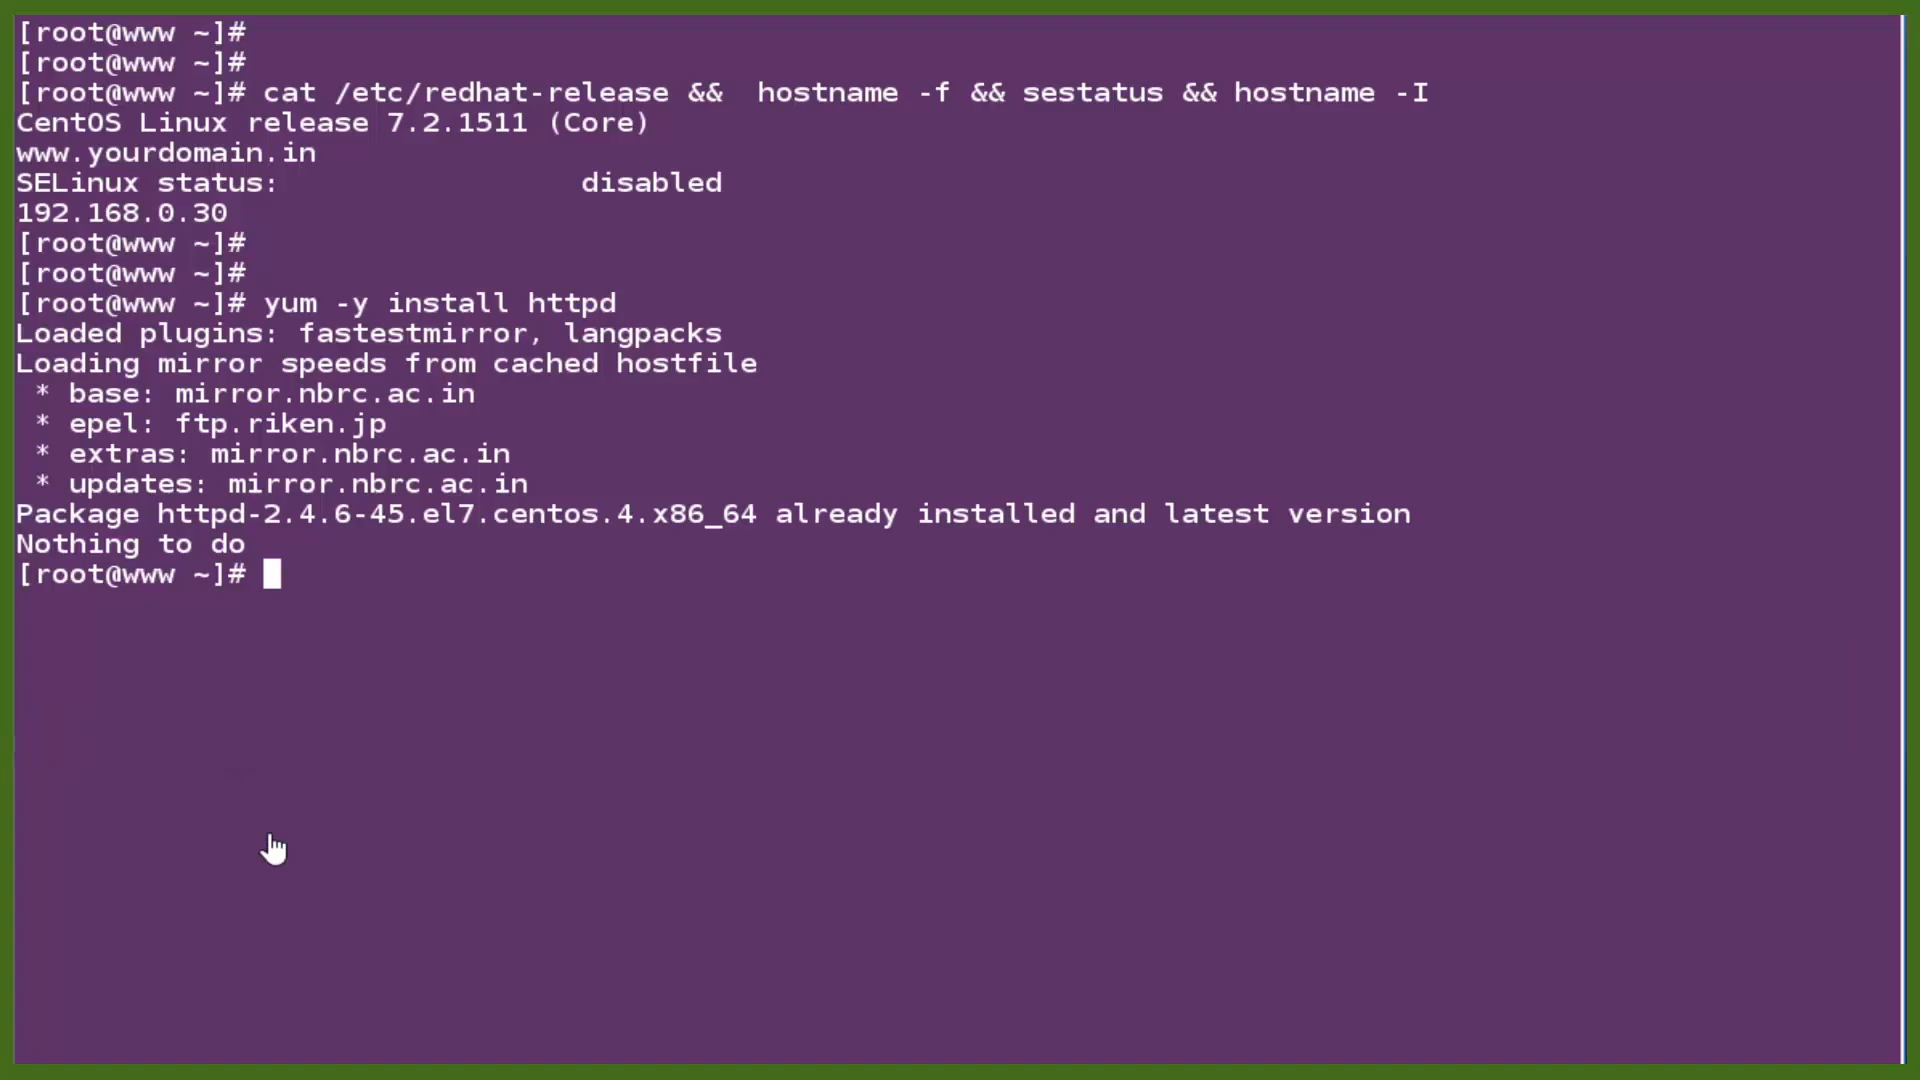 [root@www ~]#
[root@www ~]#
[root@www ~]# cat /etc/redhat-release &&  hostname -f && sestatus && hostname -I
CentOS Linux release 7.2.1511 (Core)
www.yourdomain.in
SELinux status:                 disabled
192.168.0.30
[root@www ~]#
[root@www ~]#
[root@www ~]# yum -y install httpd
Loaded plugins: fastestmirror, langpacks
Loading mirror speeds from cached hostfile
 * base: mirror.nbrc.ac.in
 * epel: ftp.riken.jp
 * extras: mirror.nbrc.ac.in
 * updates: mirror.nbrc.ac.in
Package httpd-2.4.6-45.el7.centos.4.x86_64 already installed and latest version
Nothing to do
[root@www ~]#